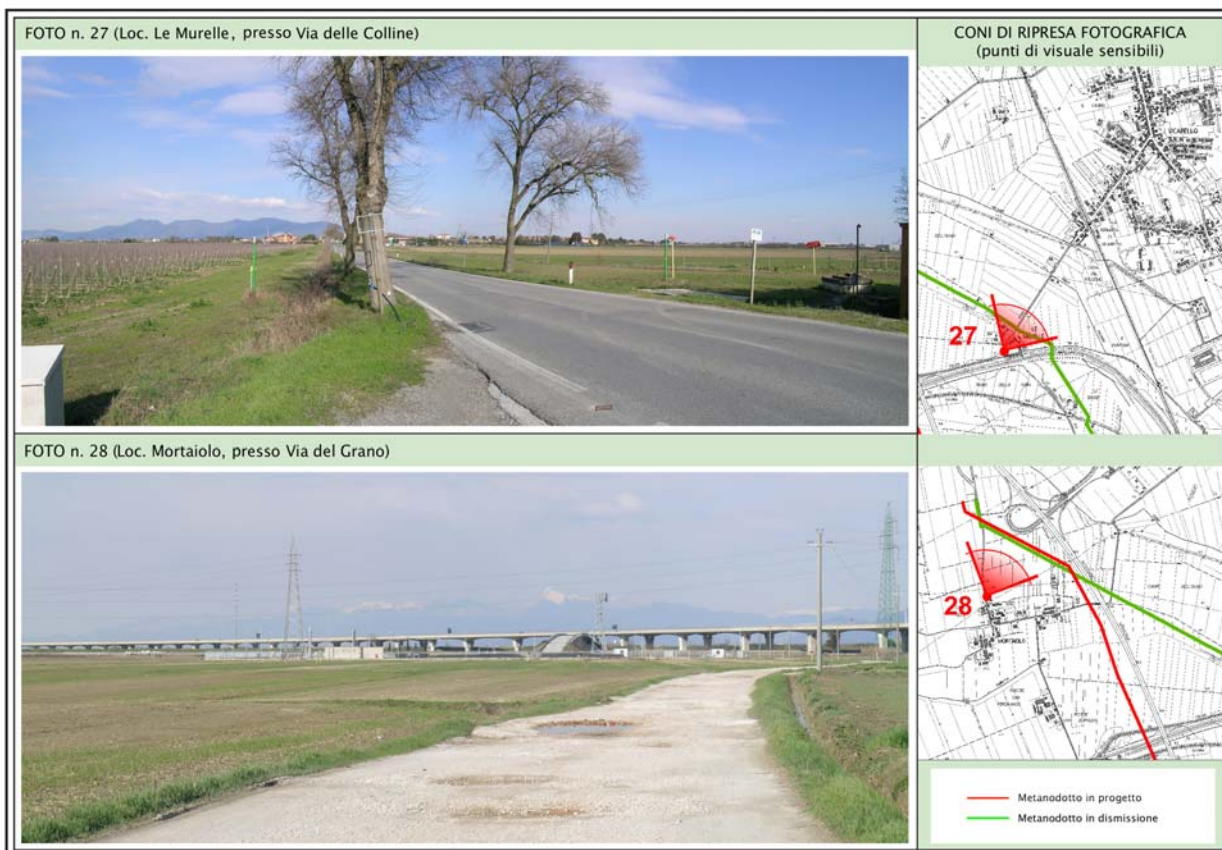 FOTO n. 27 (Loc. Le Murelle, presso Via delle Colline)
CONI DI RIPRESA FOTOGRAFICA
(punti di visuale sensibili)
27
FOTO n. 28 (Loc. Mortaiolo, presso Via del Grano)
28
MORTAIOLO
Metanodotto in progetto
Metanodotto in dismissione